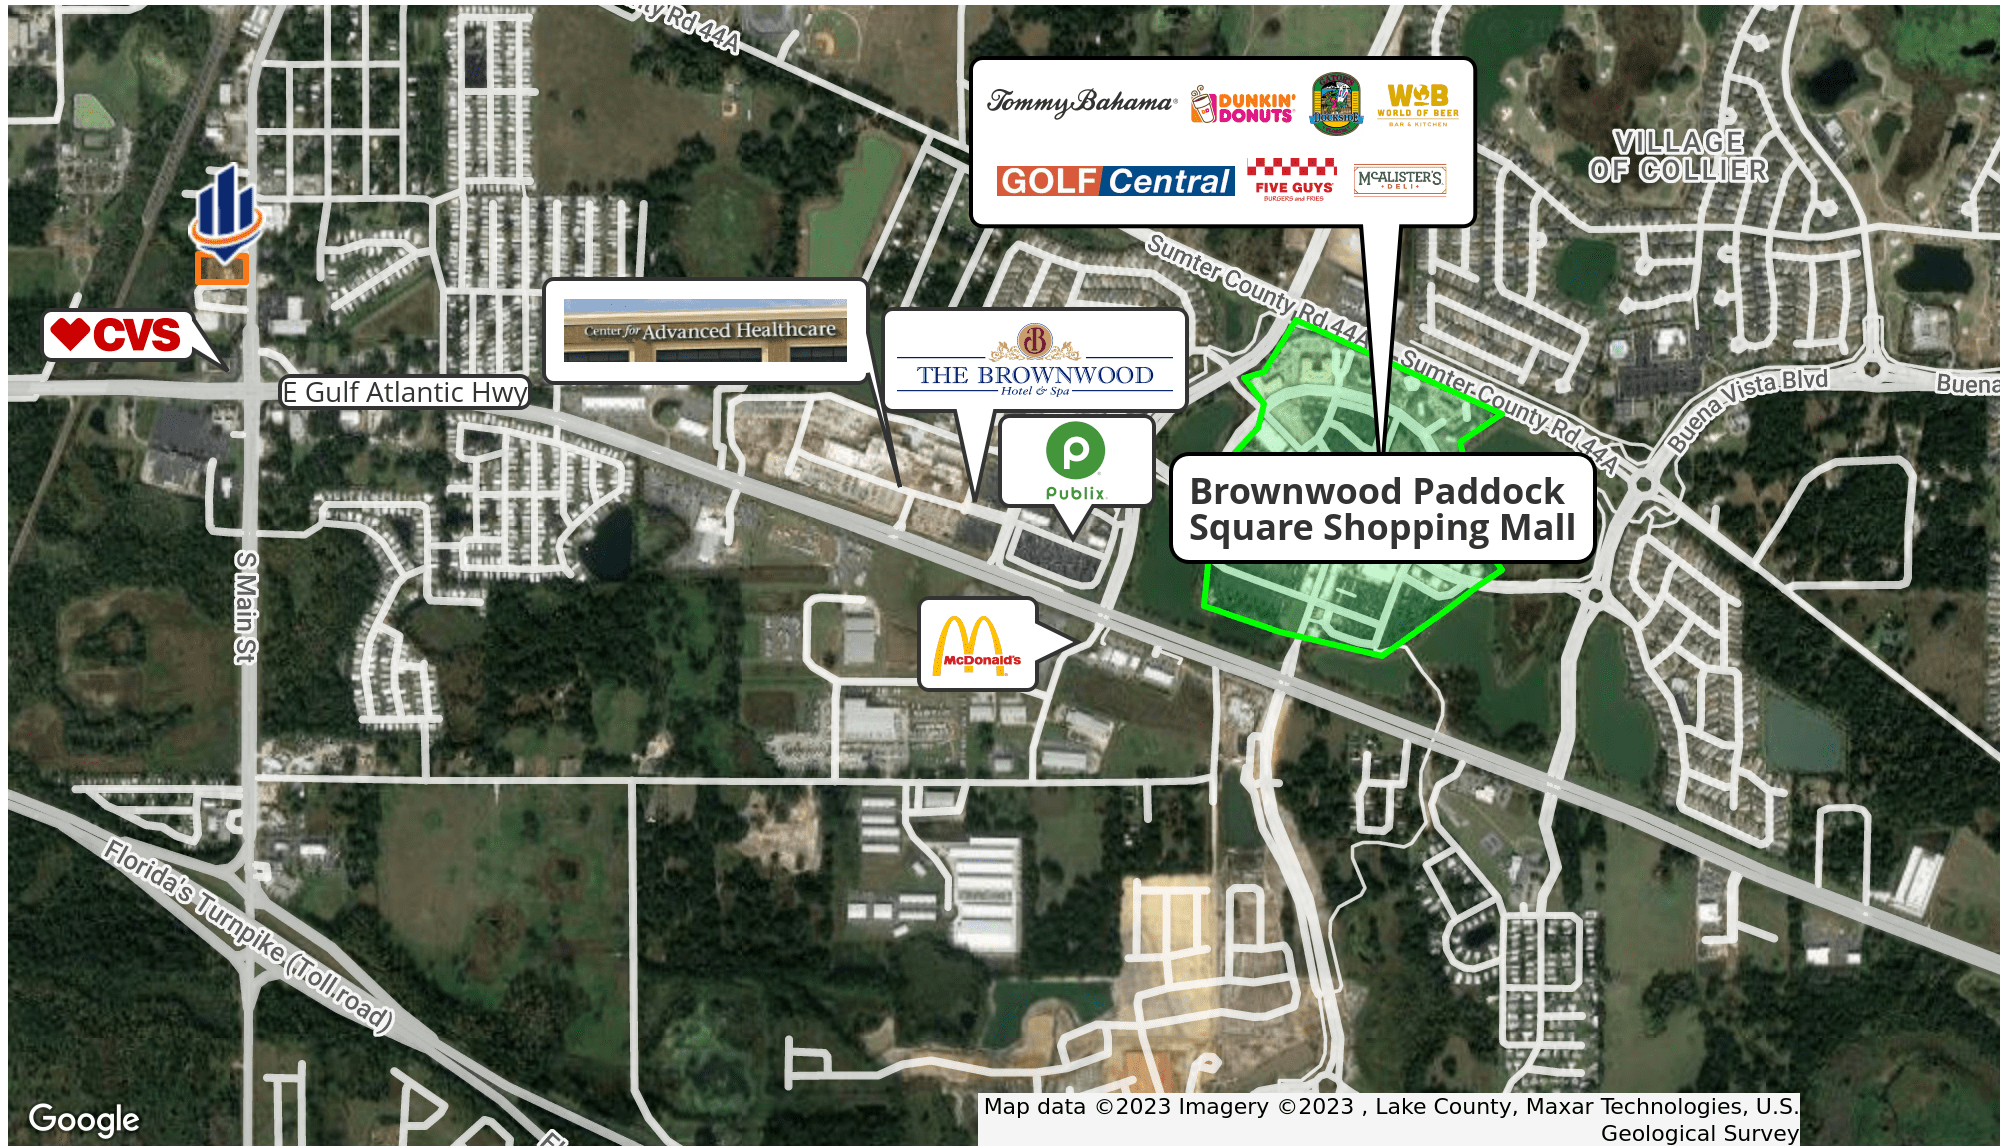 ty Rd 44A
Tommy Bahama
DUNKIN'
DONUTS
DOCKSIDE
WOB
WORLD OF BEER
BAR & KITCHEN
GOLF Central
FIVE GUYS
BURGERS and FRIES
McALISTER'S
DELI
VILLAGE
OF COLLIER
Sumter County Rd 44A
Center for Advanced Healthcare
CVS
B
THE BROWNWOOD
Hotel & Spa
E Gulf Atlantic Hwy
Sumter County Rd 44A
Buena Vista Blvd
Buena
P
Publix
Brownwood Paddock
Square Shopping Mall
S Main St
McDonald's
Florida's Turnpike (Toll road)
Fl
Google
Map data ©2023 Imagery ©2023 , Lake County, Maxar Technologies, U.S.
Geological Survey